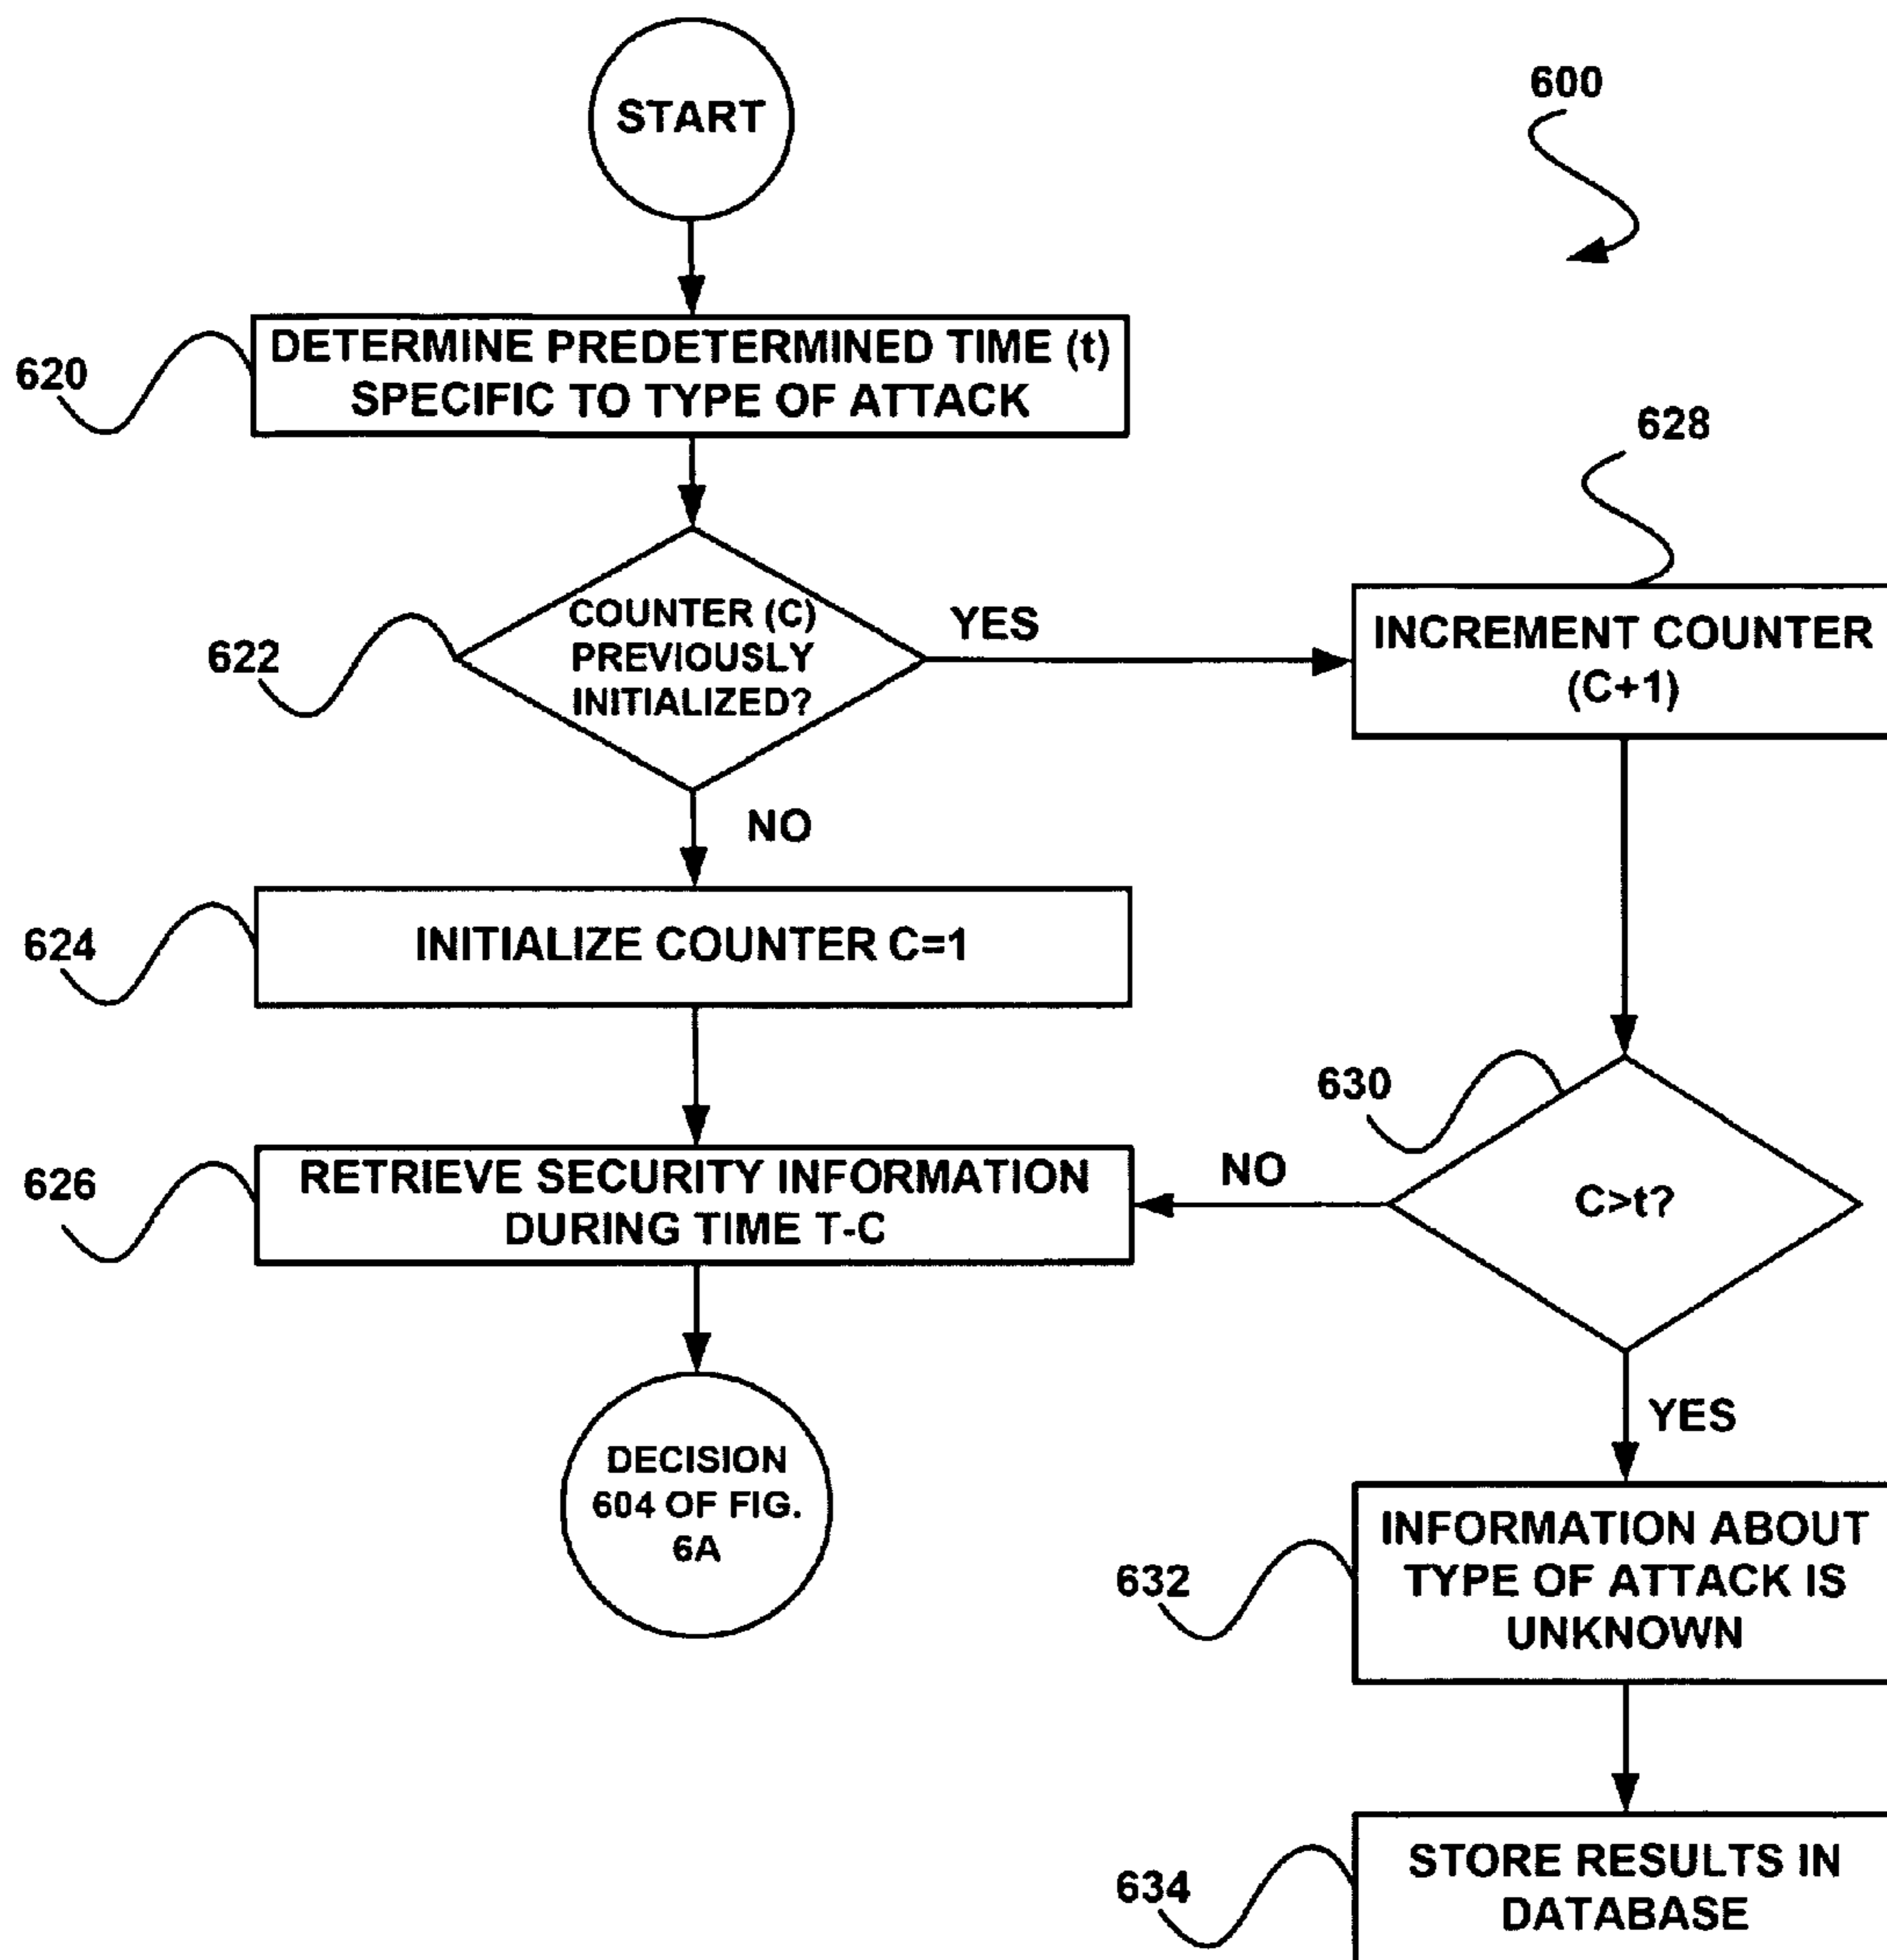 START
600
620
DETERMINE PREDETERMINED TIME (t)
SPECIFIC TO TYPE OF ATTACK
628
622
COUNTER (C)
PREVIOUSLY
INITIALIZED?
YES
INCREMENT COUNTER
(C+1)
NO
624
INITIALIZE COUNTER C=1
630
626
RETRIEVE SECURITY INFORMATION
DURING TIME T-C
NO
C>t?
YES
DECISION
604 OF FIG.
6A
632
INFORMATION ABOUT
TYPE OF ATTACK IS
UNKNOWN
634
STORE RESULTS IN
DATABASE